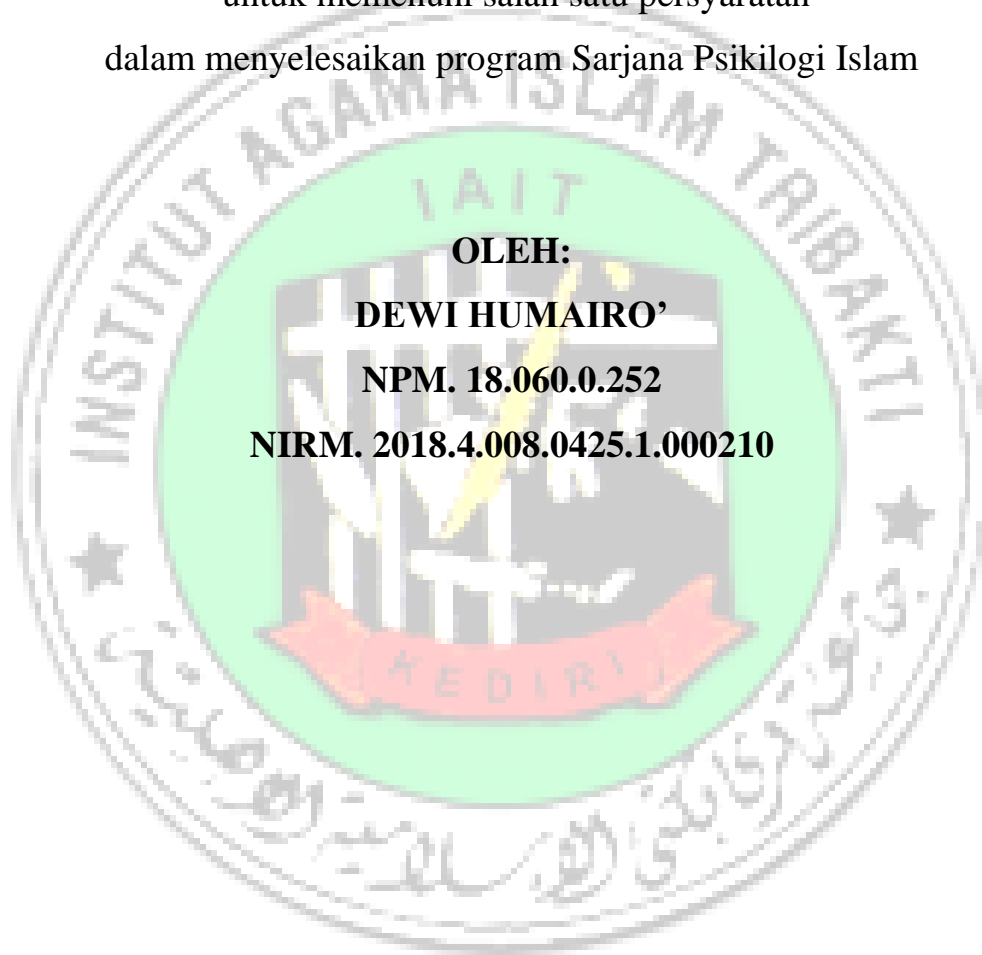 untuk memenuhi salah satu persyaratan
dalam menyelesaikan program Sarjana Psikilogi Islam
INSTITUT AGAMA ISLAM TRIBAKTI
IAIT
OLEH:
DEWI HUMAIRO’
NPM. 18.060.0.252
NIRM. 2018.4.008.0425.1.000210
KEDIRI